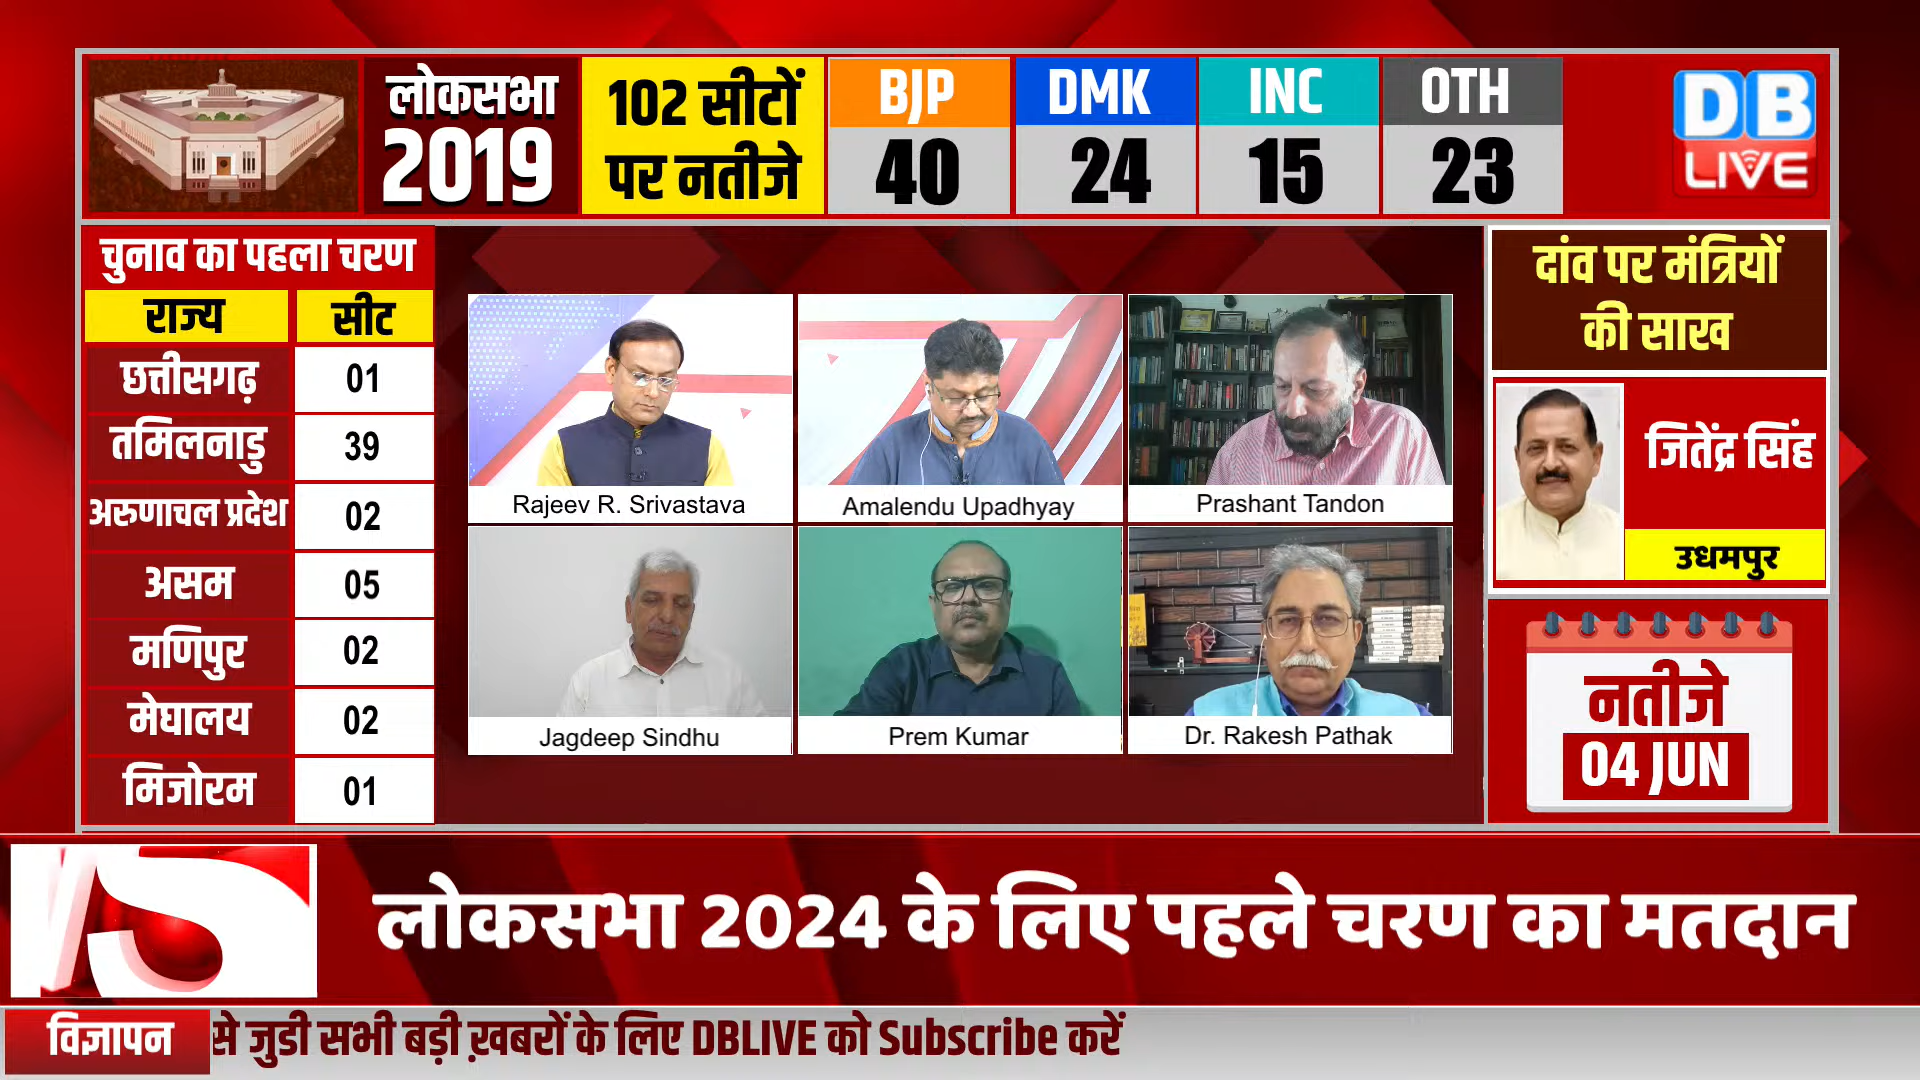 लोकसभा
2019
102 सीटों
पर नतीजे
BJP
40
DMK
24
INC
15
OTH
23
DB
LIVE
चुनाव का पहला चरण
राज्य सीट
छत्तीसगढ़ 01
तमिलनाडु 39
अरुणाचल प्रदेश 02
असम 05
मणिपुर 02
मेघालय 02
मिजोरम 01
Rajeev R. Srivastava
Amalendu Upadhyay
Prashant Tandon
Jagdeep Sindhu
Prem Kumar
Dr. Rakesh Pathak
दांव पर मंत्रियों
की साख
जितेंद्र सिंह
उधमपुर
नतीजे
04 JUN
लोकसभा 2024 के लिए पहले चरण का मतदान
विज्ञापन
से जुडी सभी बड़ी ख़बरों के लिए DBLIVE को Subscribe करें